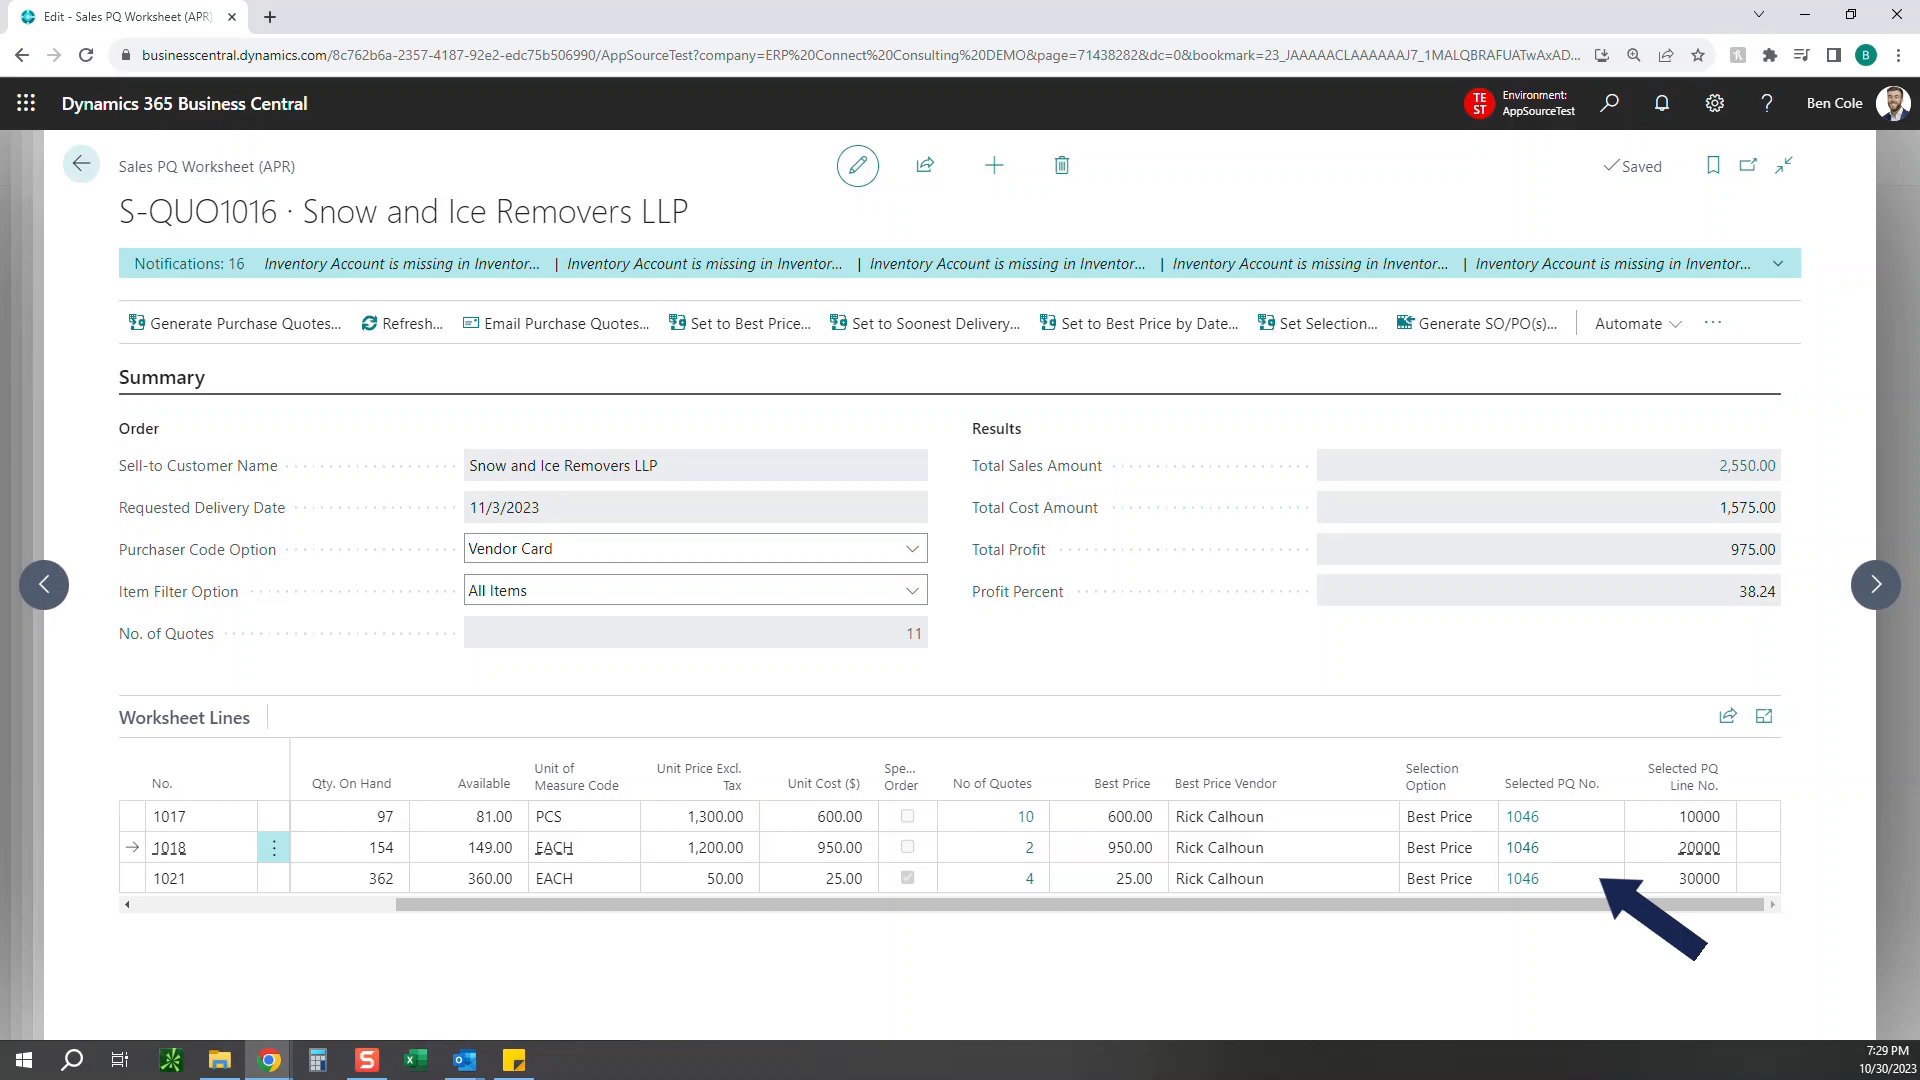 Edit - Sales PQ Worksheet (APR)
businesscentral.dynamics.com/8c762b6a-2357-4187-92e2-edc75b506990/AppSourceTest?company=ERP%20Connect%20Consulting%20DEMO&page=71438282&dc=0&bookmark=23_JAAAAACLAAAAAAJ7_1MALQBRAFUATwAxAD...
B
Dynamics 365 Business Central
TE
ST
Environment:
AppSourceTest
?
Ben Cole
Sales PQ Worksheet (APR)
Saved
S-QUO1016 · Snow and Ice Removers LLP
Notifications: 16 Inventory Account is missing in Inventor... | Inventory Account is missing in Inventor... | Inventory Account is missing in Inventor... | Inventory Account is missing in Inventor... | Inventory Account is missing in Inventor...
Generate Purchase Quotes... Refresh... Email Purchase Quotes... Set to Best Price... Set to Soonest Delivery... Set to Best Price by Date... Set Selection... Generate SO/PO(s)... Automate ...
Summary
Order
Results
Sell-to Customer Name Snow and Ice Removers LLP
Total Sales Amount 2,550.00
Requested Delivery Date 11/3/2023
Total Cost Amount 1,575.00
Purchaser Code Option Vendor Card
Total Profit 975.00
Item Filter Option All Items
Profit Percent 38.24
No. of Quotes 11
Worksheet Lines
No. Qty. On Hand Available Unit of Measure Code Unit Price Excl. Tax Unit Cost ($) Spe... Order No of Quotes Best Price Best Price Vendor Selection Option Selected PQ No. Selected PQ Line No.
1017 97 81.00 PCS 1,300.00 600.00 10 600.00 Rick Calhoun Best Price 1046 10000
1018 154 149.00 EACH 1,200.00 950.00 2 950.00 Rick Calhoun Best Price 1046 20000
1021 362 360.00 EACH 50.00 25.00 4 25.00 Rick Calhoun Best Price 1046 30000
S
7:29 PM
10/30/2023